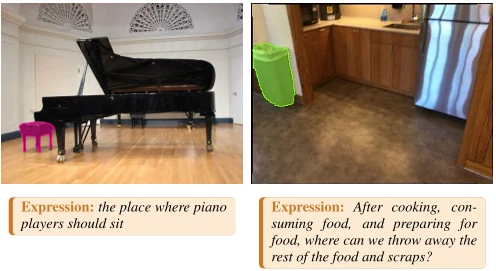 Expression: the place where piano
players should sit
Expression: After cooking, con-
suming food, and preparing for
food, where can we throw away the
rest of the food and scraps?